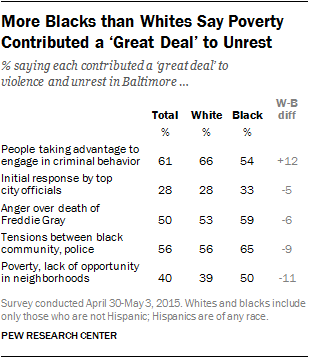 More Blacks than Whites Say Poverty
Contributed a ‘Great Deal’ to Unrest
% saying each contributed a ‘great deal’ to
violence and unrest in Baltimore ...
Total White Black W-B diff
% % %
People taking advantage to
engage in criminal behavior 61 66 54 +12
Initial response by top
city officials 28 28 33 -5
Anger over death of
Freddie Gray 50 53 59 -6
Tensions between black
community, police 56 56 65 -9
Poverty, lack of opportunity
in neighborhoods 40 39 50 -11
Survey conducted April 30-May 3, 2015. Whites and blacks include
only those who are not Hispanic; Hispanics are of any race.
PEW RESEARCH CENTER